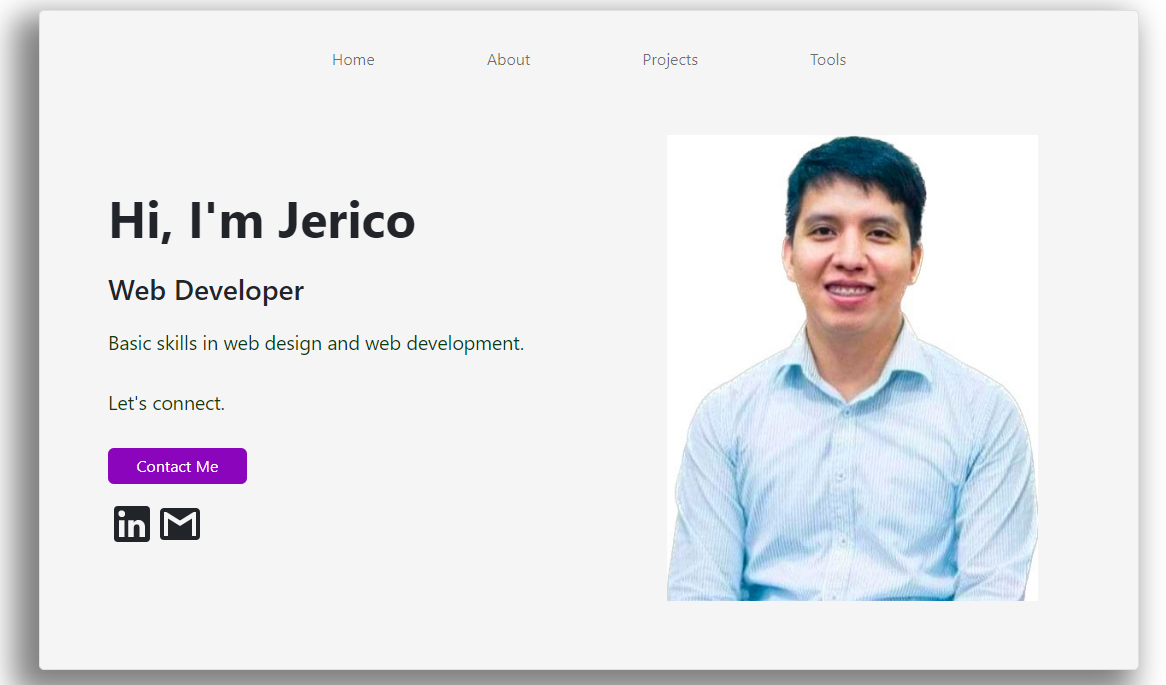 Home About Projects Tools
Hi, I'm Jerico
Web Developer
Basic skills in web design and web development.
Let's connect.
Contact Me
in M